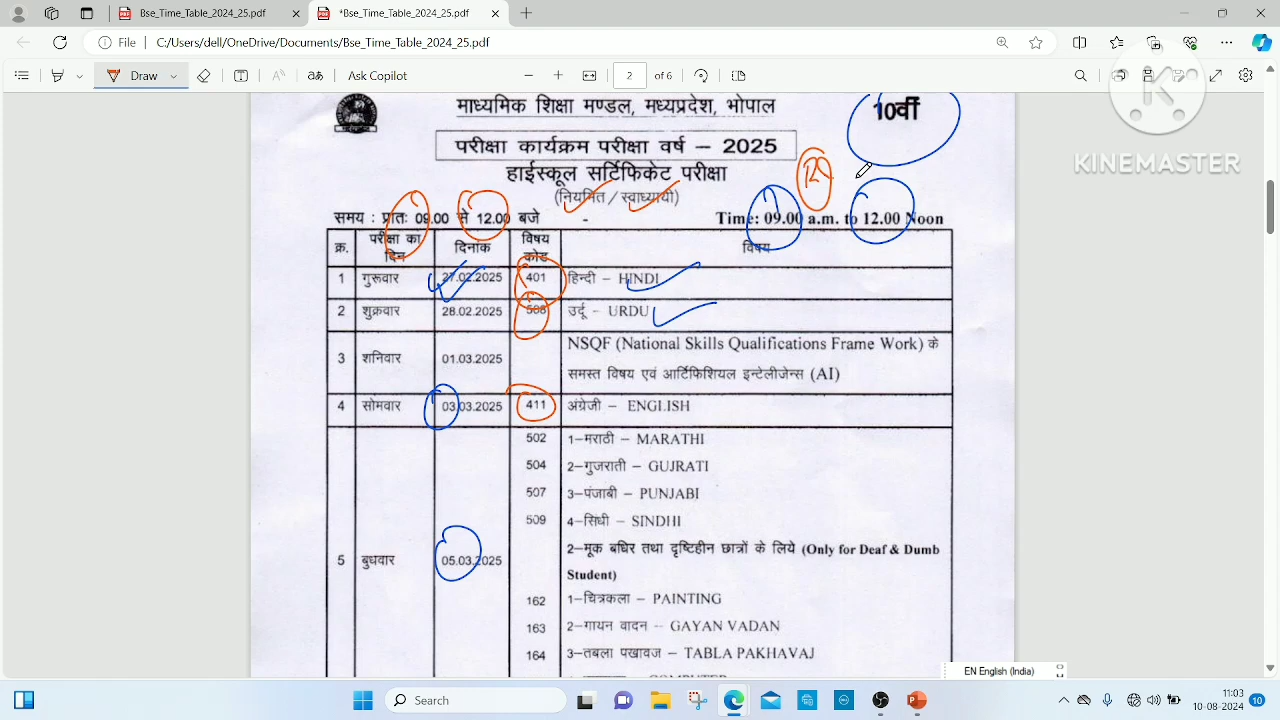 Bse_Time_Table_2024_25.pdf
*Bse_Time_Table_2024_25.pdf
File
C:/Users/dell/OneDrive/Documents/Bse_Time_Table_2024_25.pdf
Draw
Ask Copilot
2 of 6
माध्यमिक शिक्षा मण्डल, मध्यप्रदेश, भोपाल
10वीं
परीक्षा कार्यक्रम परीक्षा वर्ष – 2025
हाईस्कूल सर्टिफिकेट परीक्षा
(नियमित / स्वाध्यायी)
KINEMASTER
समय : प्रातः 09.00 से 12.00 बजे - Time: 09.00 a.m. to 12.00 Noon
क्र. परीक्षा का दिन दिनाक विषय कोड विषय
1 गुरूवार 27.02.2025 401 हिन्दी – HINDI
2 शुक्रवार 28.02.2025 508 उर्दू – URDU
3 शनिवार 01.03.2025 NSQF (National Skills Qualifications Frame Work) के
समस्त विषय एवं आर्टिफिशियल इन्टेलीजेन्स (AI)
4 सोमवार 03.03.2025 411 अंग्रेजी – ENGLISH
502 1–मराठी – MARATHI
504 2–गुजराती – GUJRATI
507 3–पंजाबी – PUNJABI
509 4–सिंधी – SINDHI
2–मूक बधिर तथा दृष्टिहीन छात्रों के लिये (Only for Deaf & Dumb
5 बुधवार 05.03.2025
Student)
162 1–चित्रकला – PAINTING
163 2–गायन वादन – GAYAN VADAN
164 3–तबला पखावज – TABLA PAKHAVAJ
EN English (India)
Search
11:03
10-08-2024